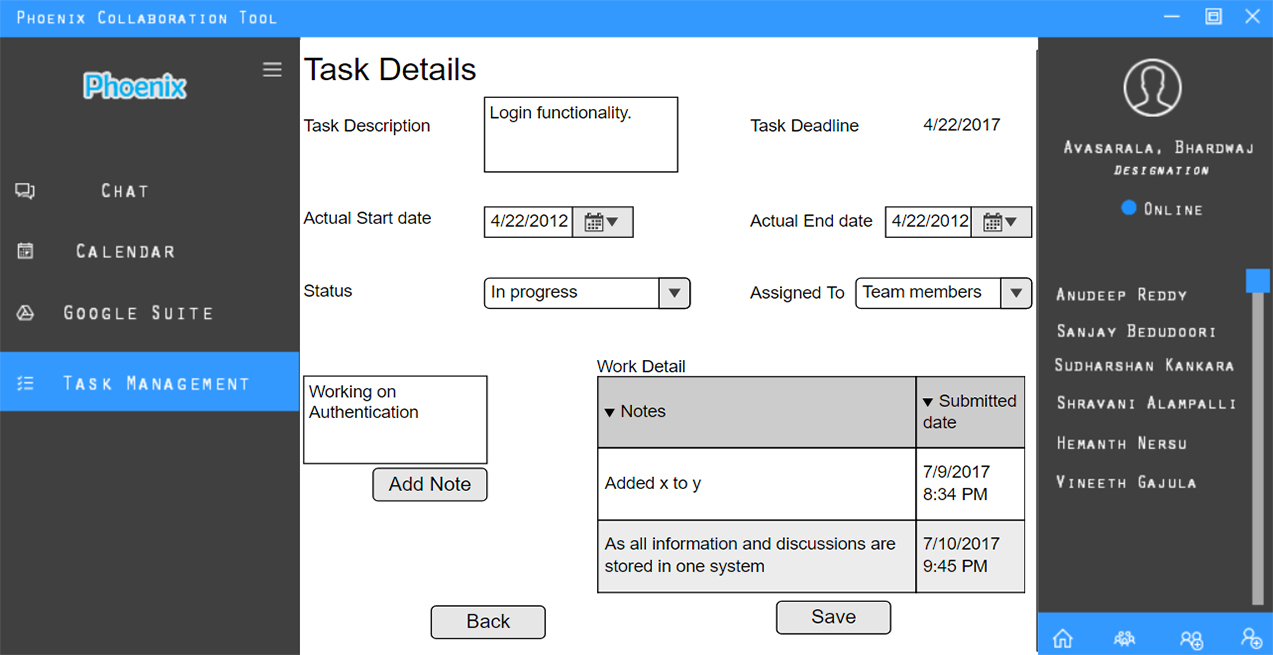 Phoenix Collaboration Tool
Phoenix
Chat
Calendar
Google Suite
Task Management
Task Details
Task Description
Login functionality.
Task Deadline
4/22/2017
Actual Start date
4/22/2012
Actual End date
4/22/2012
Status
In progress
Assigned To
Team members
Working on
Authentication
Add Note
Work Detail
Notes
Submitted
date
Added x to y
7/9/2017
8:34 PM
As all information and discussions are
stored in one system
7/10/2017
9:45 PM
Back
Save
Avasarala, Bhardwaj
Designation
Online
Anudeep Reddy
Sanjay Bedudoori
Sudharshan Kankara
Shravani Alampalli
Hemanth Nersu
Vineeth Gajula